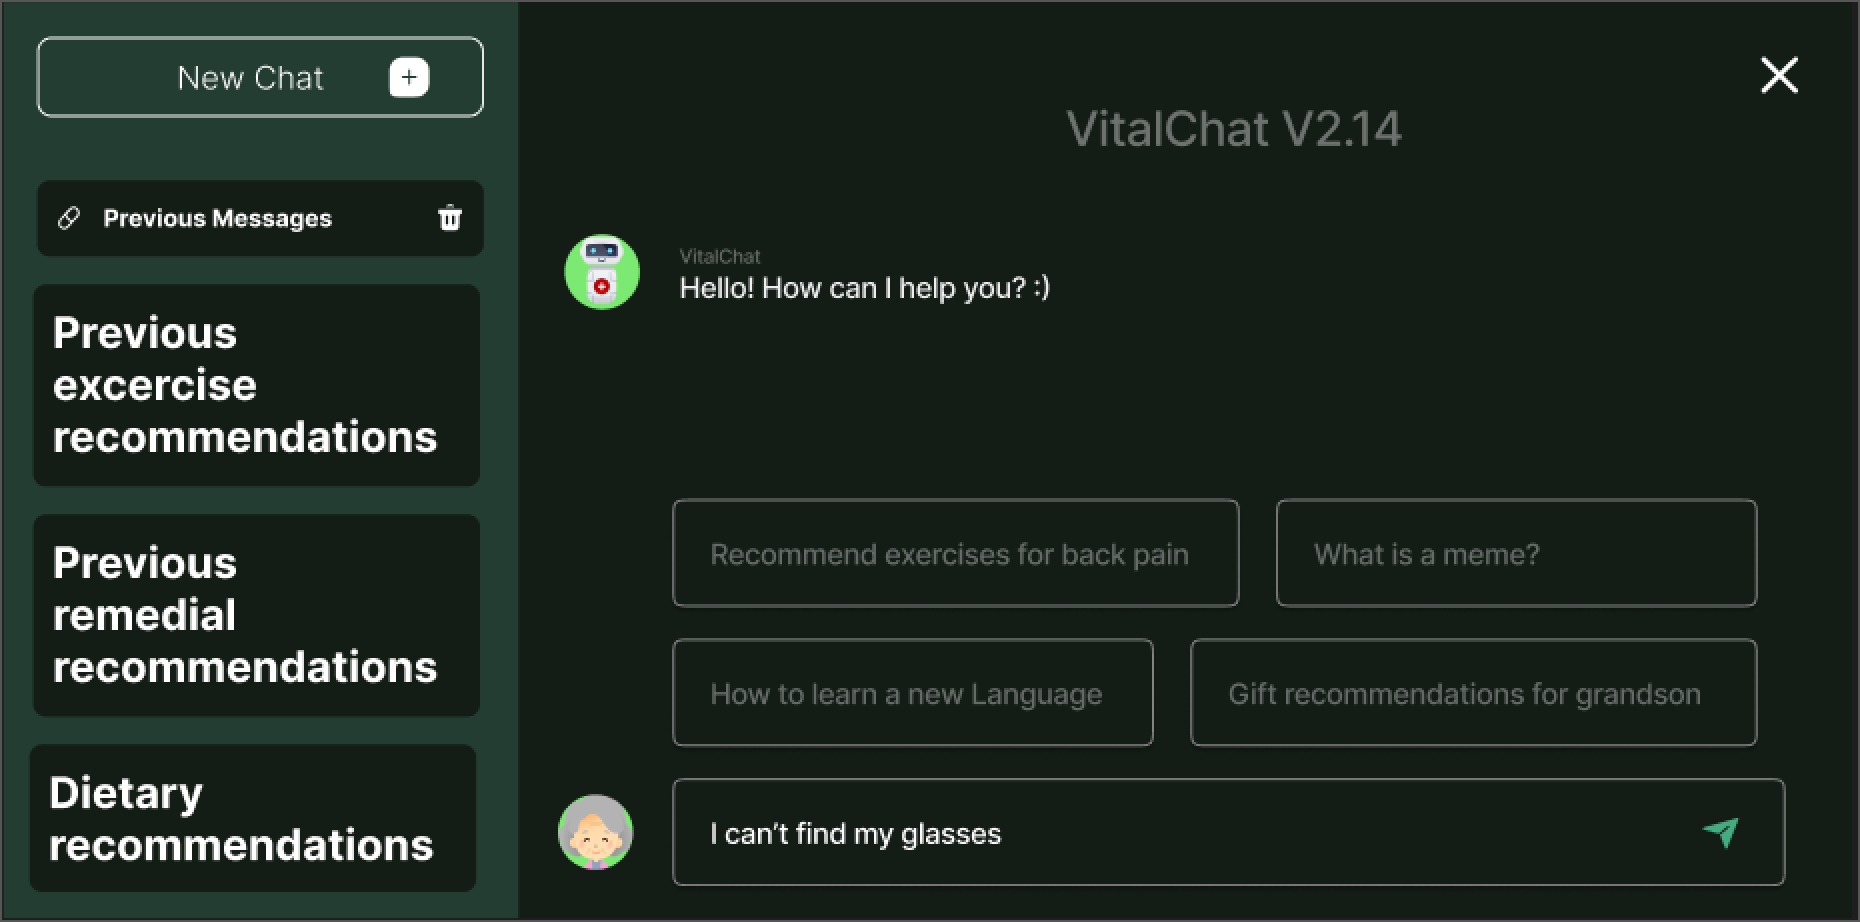 New Chat
Previous Messages
Previous
excercise
recommendations
Previous
remedial
recommendations
Dietary
recommendations
VitalChat V2.14
VitalChat
Hello! How can I help you? :)
Recommend exercises for back pain
What is a meme?
How to learn a new Language
Gift recommendations for grandson
I can't find my glasses